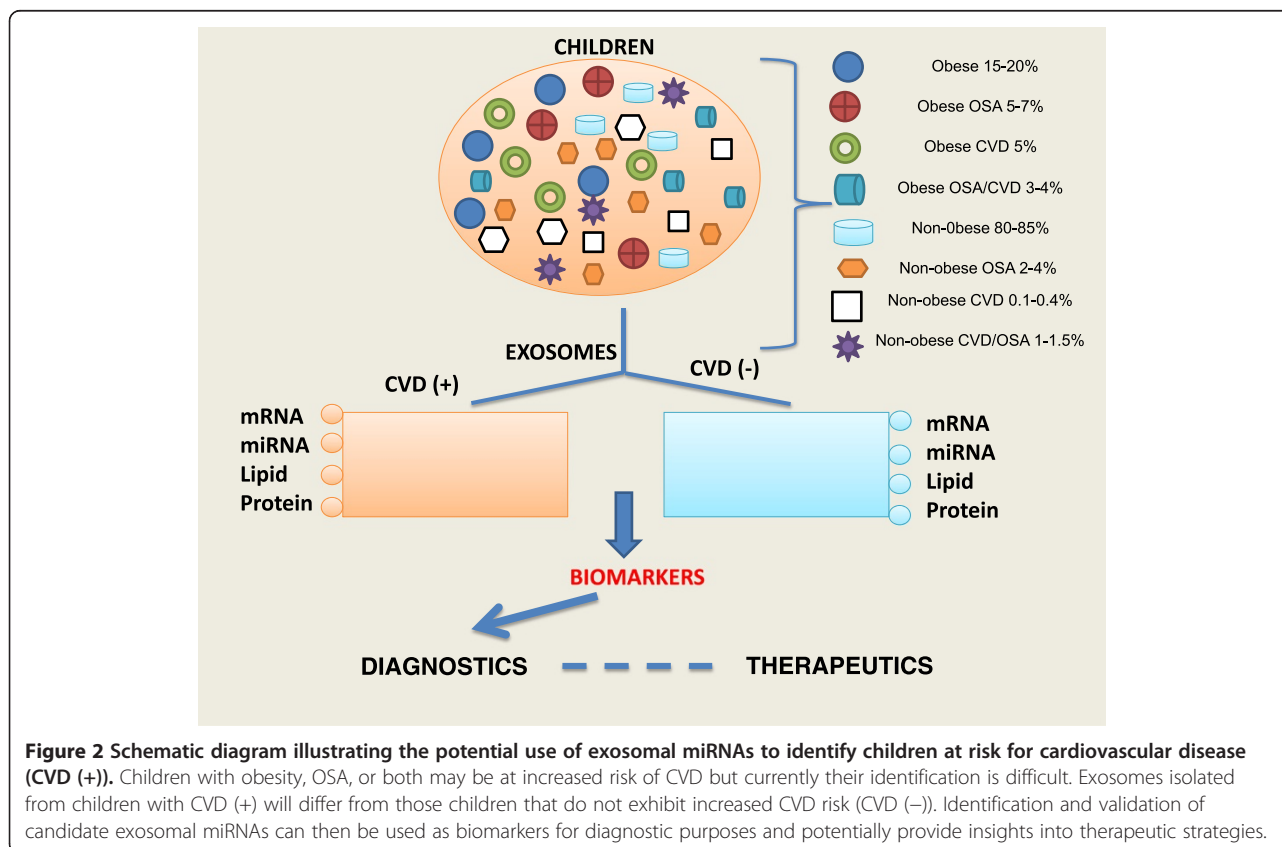 CHILDREN
Obese 15-20%
Obese OSA 5-7%
Obese CVD 5%
Obese OSA/CVD 3-4%
Non-0bese 80-85%
Non-obese OSA 2-4%
Non-obese CVD 0.1-0.4%
Non-obese CVD/OSA 1-1.5%
EXOSOMES
CVD (+)
CVD (-)
mRNA
miRNA
Lipid
Protein
mRNA
miRNA
Lipid
Protein
BIOMARKERS
DIAGNOSTICS
THERAPEUTICS
Figure 2 Schematic diagram illustrating the potential use of exosomal miRNAs to identify children at risk for cardiovascular disease
(CVD (+)). Children with obesity, OSA, or both may be at increased risk of CVD but currently their identification is difficult. Exosomes isolated
from children with CVD (+) will differ from those children that do not exhibit increased CVD risk (CVD (−)). Identification and validation of
candidate exosomal miRNAs can then be used as biomarkers for diagnostic purposes and potentially provide insights into therapeutic strategies.